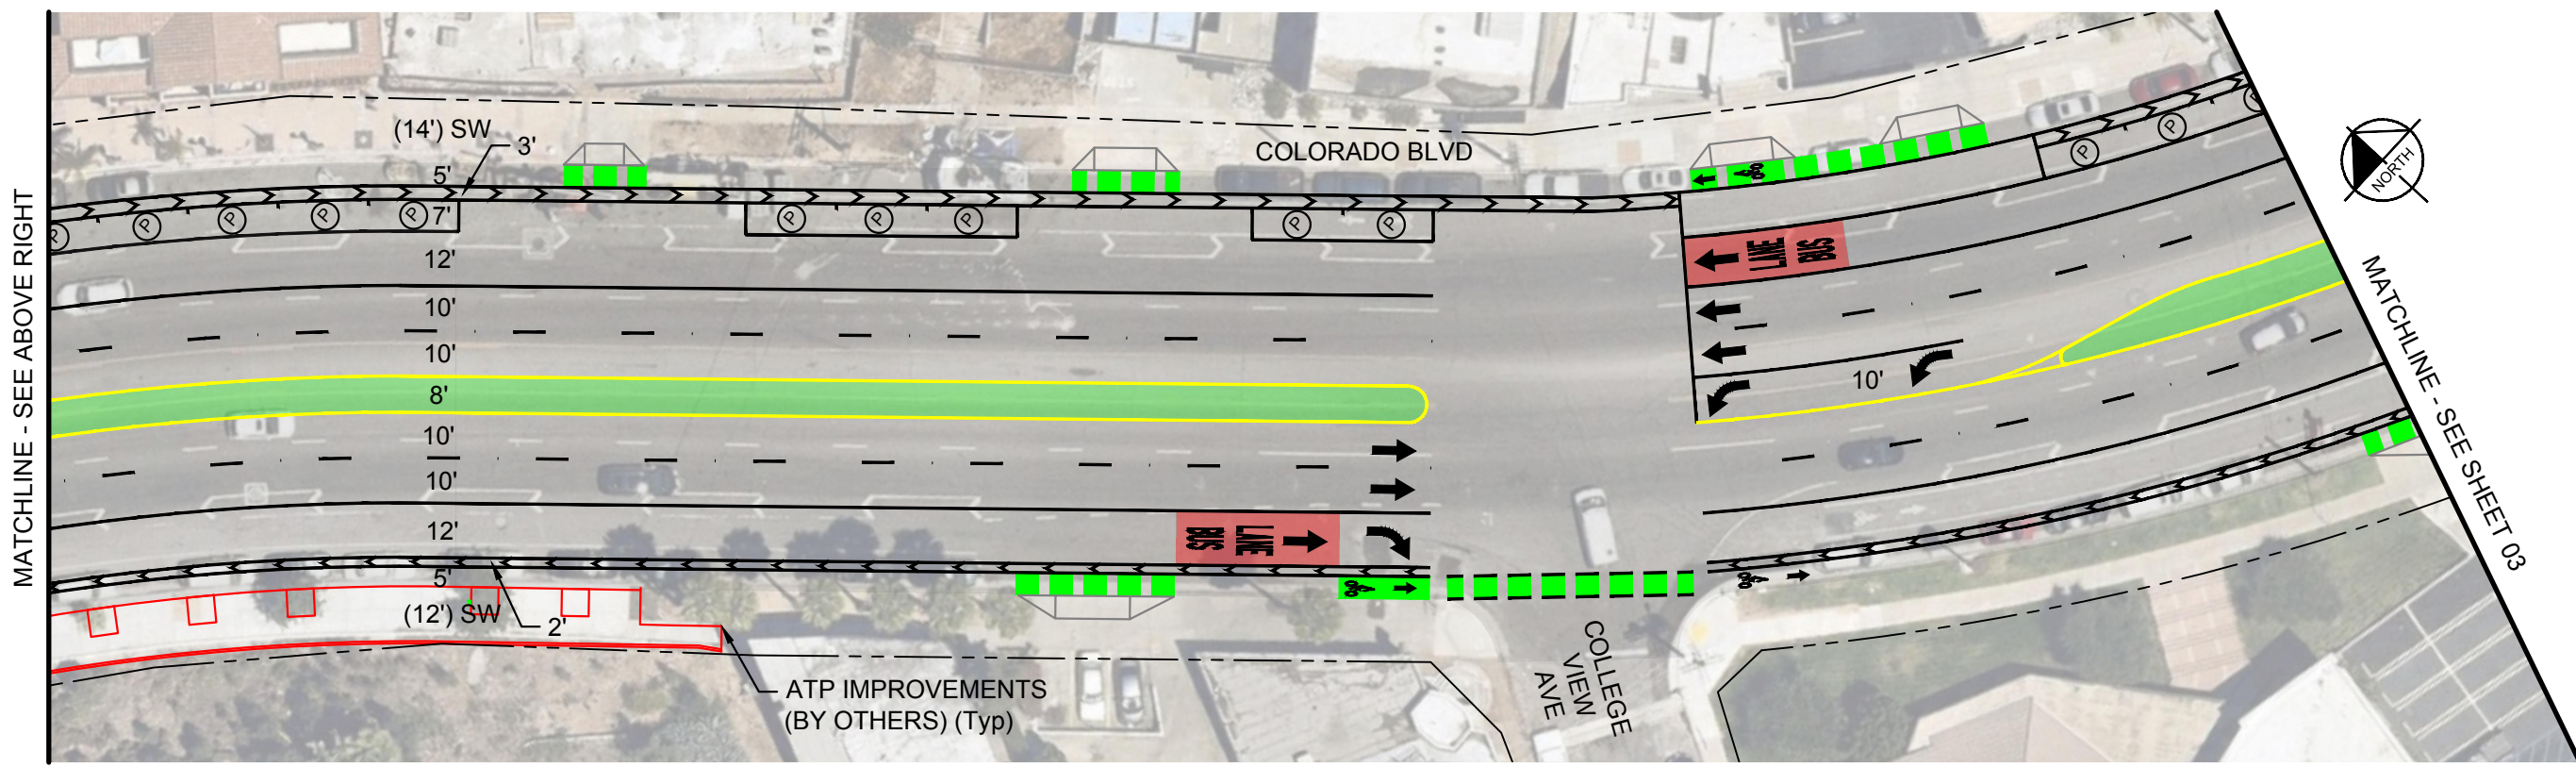 MATCHLINE - SEE ABOVE RIGHT
(14') SW
3'
5'
7'
12'
10'
10'
8'
10'
10'
12'
5'
(12') SW
2'
P
P
P
P
P
P
P
P
P
P
P
P
P
COLORADO BLVD
BUS
LANE
10'
BUS
LANE
ATP IMPROVEMENTS
(BY OTHERS) (Typ)
COLLEGE
VIEW
AVE
NORTH
MATCHLINE - SEE SHEET 03